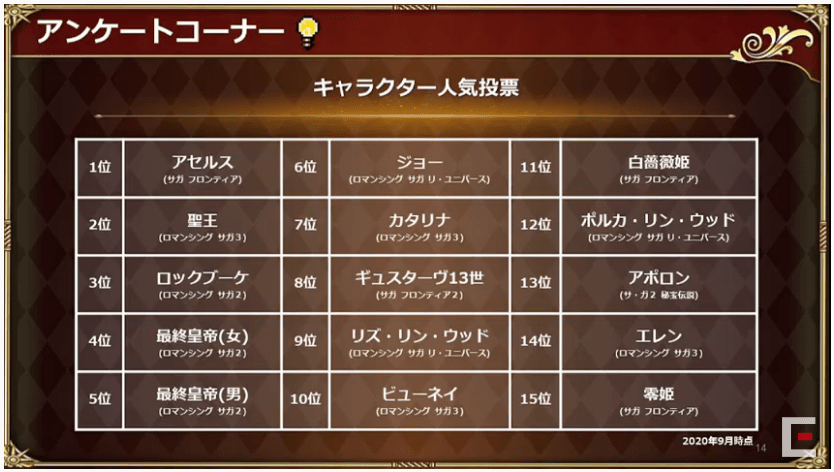 アンケートコーナー
キャラクター人気投票
1位
アセルス
(サガ フロンティア)
6位
ジョー
(ロマンシング サガ リ・ユニバース)
11位
白薔薇姫
(サガ フロンティア)
2位
聖王
(ロマンシング サガ3)
7位
カタリナ
(ロマンシング サガ3)
12位
ポルカ・リン・ウッド
(ロマンシング サガ リ・ユニバース)
3位
ロックブーケ
(ロマンシング サガ2)
8位
ギュスターヴ13世
(サガ フロンティア2)
13位
アポロン
(サ・ガ2 秘宝伝説)
4位
最終皇帝(女)
(ロマンシング サガ2)
9位
リズ・リン・ウッド
(ロマンシング サガ リ・ユニバース)
14位
エレン
(ロマンシング サガ3)
5位
最終皇帝(男)
(ロマンシング サガ2)
10位
ビューネイ
(ロマンシング サガ3)
15位
零姫
(サガ フロンティア)
2020年9月時点
14